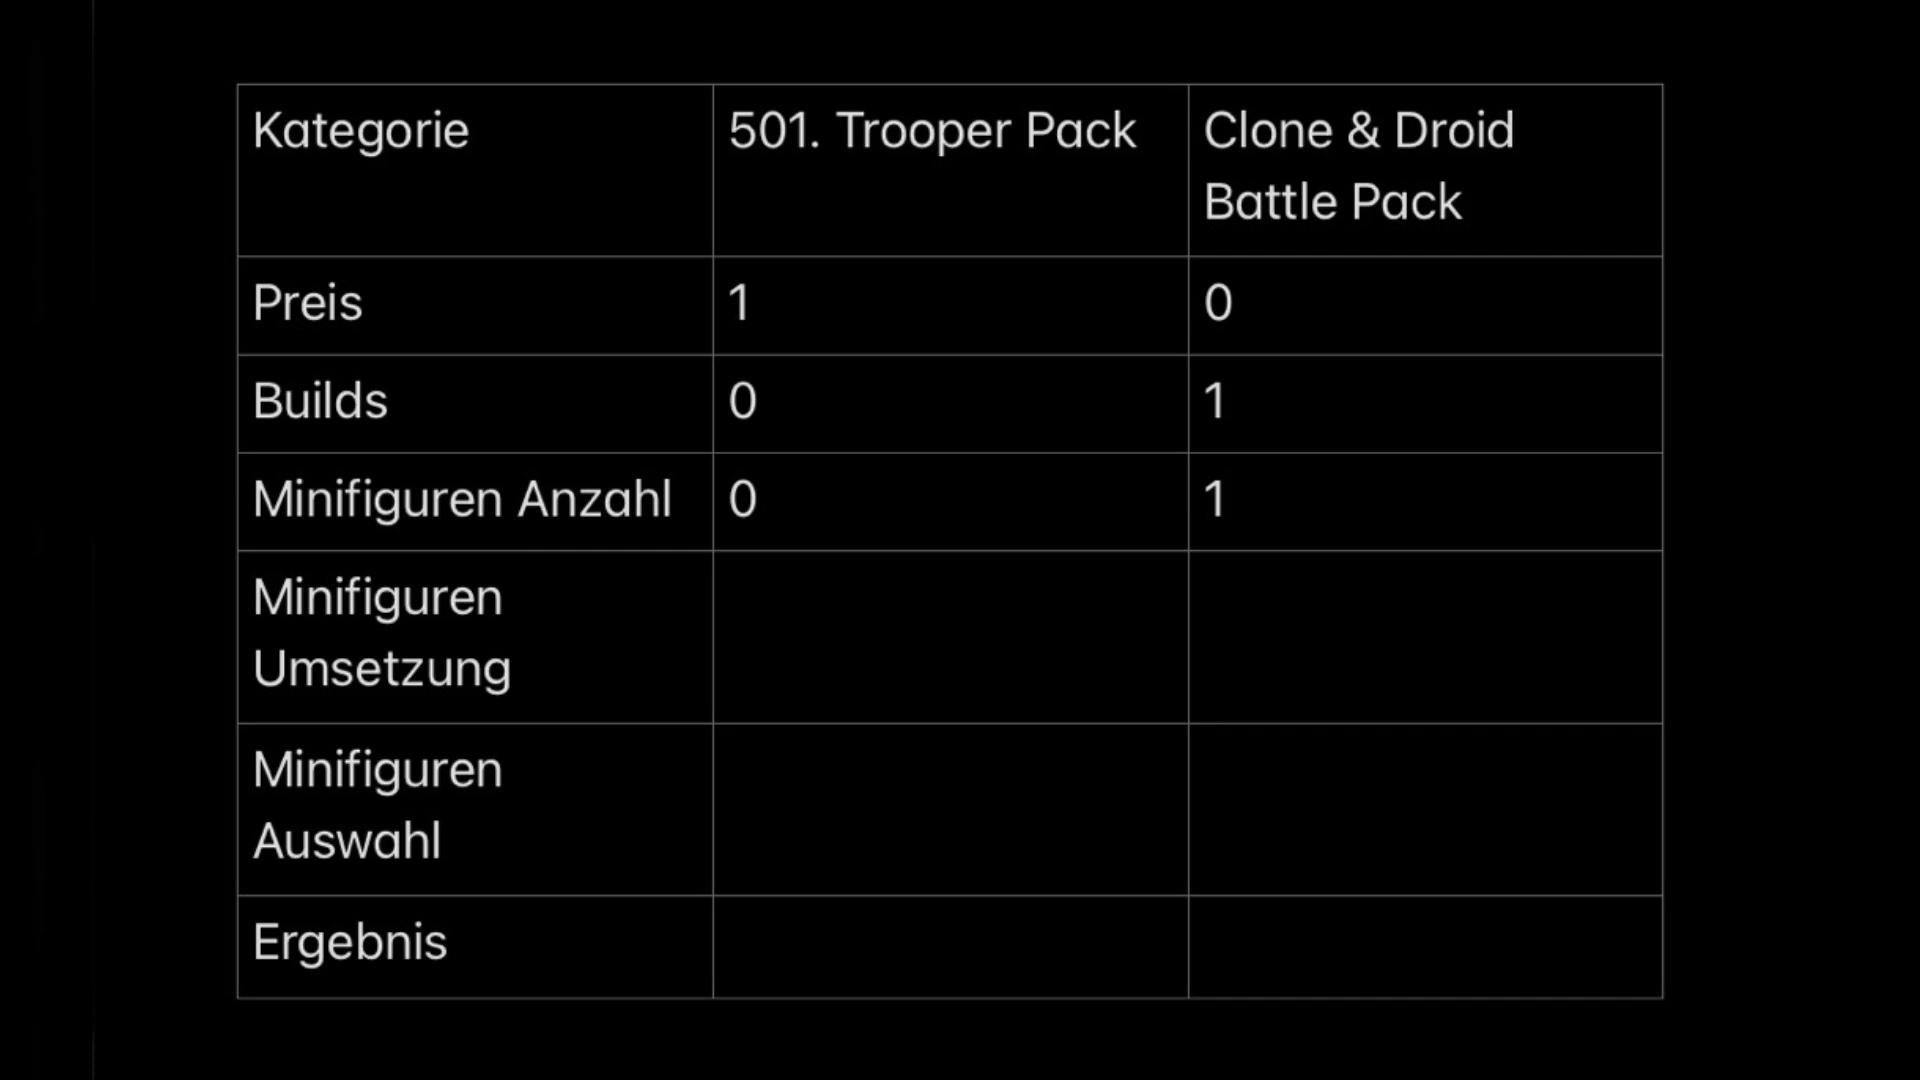 Kategorie
501. Trooper Pack
Clone & Droid
Battle Pack
Preis
1
0
Builds
0
1
Minifiguren Anzahl
0
1
Minifiguren
Umsetzung
Minifiguren
Auswahl
Ergebnis